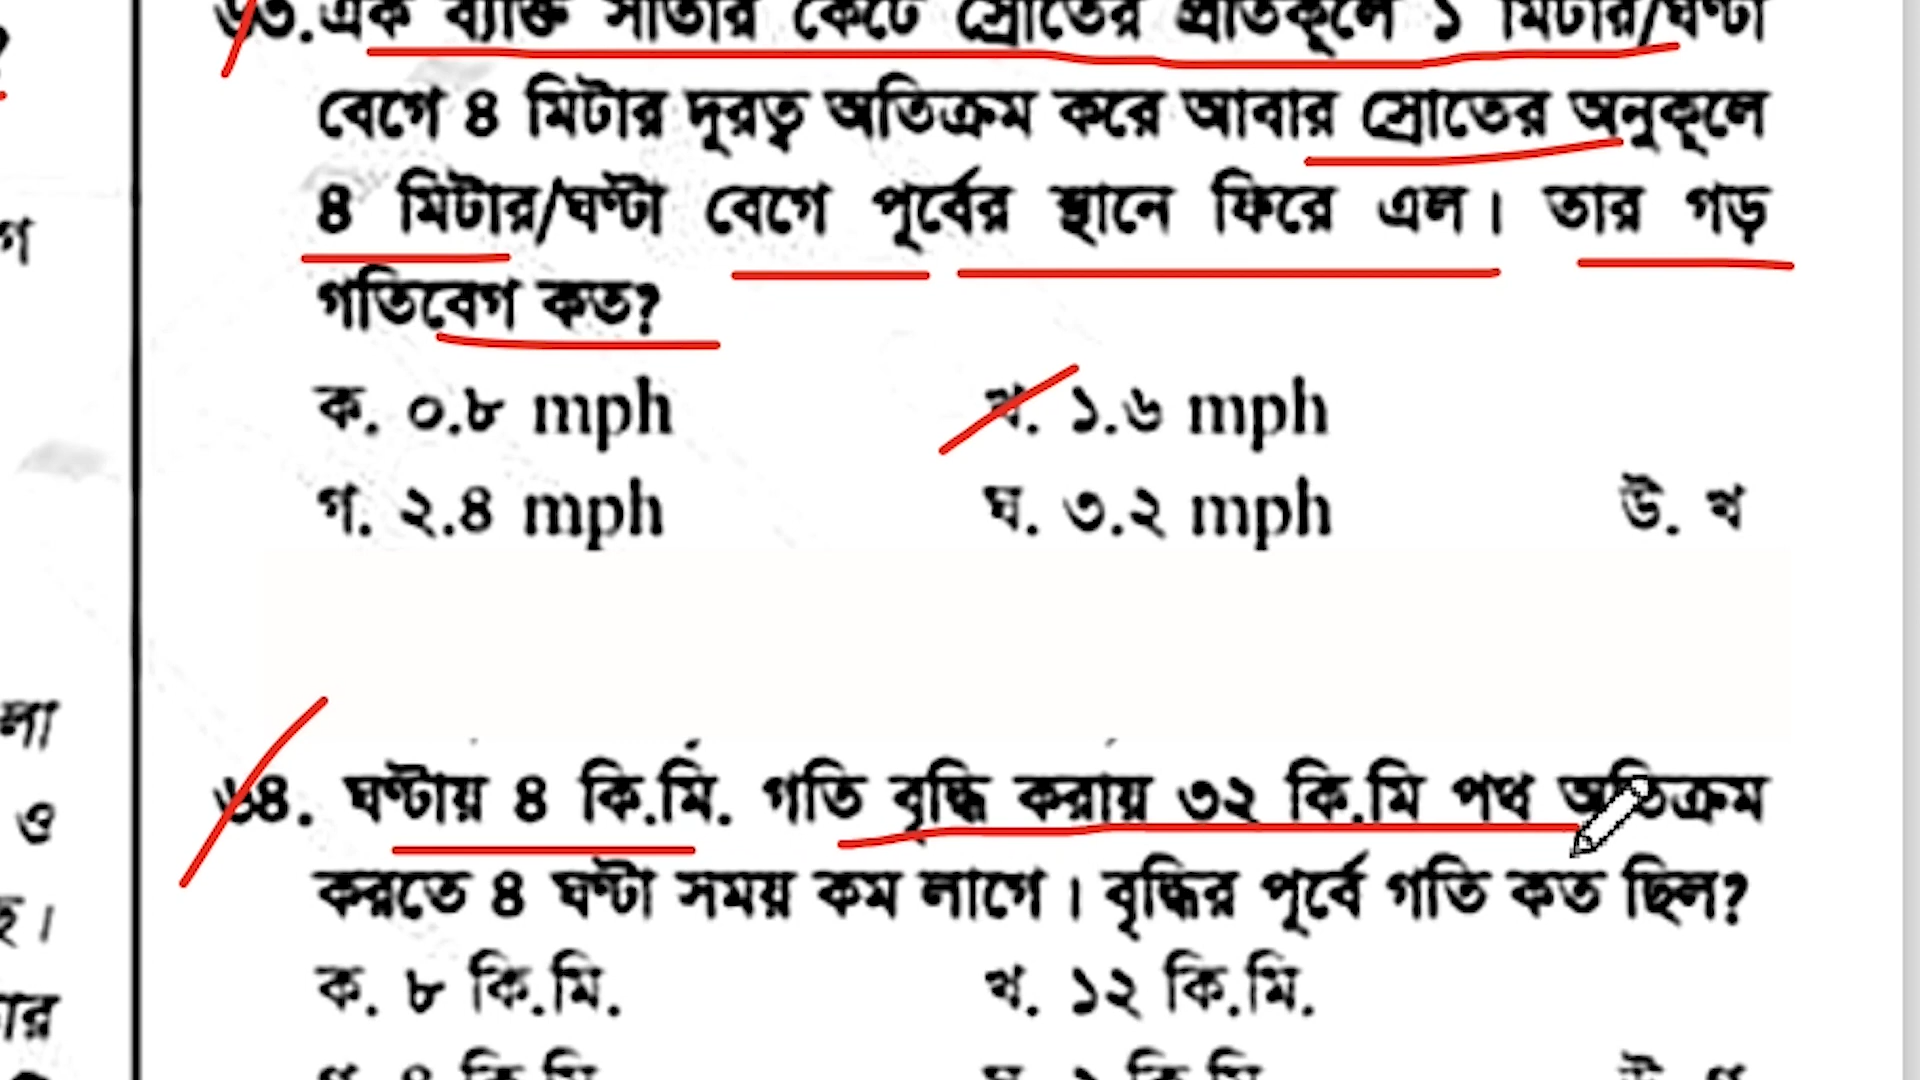 ৬৩. এক ব্যক্তি সাঁতার কেটে স্রোতের প্রতিকূলে ১ মিটার/ঘণ্টা
বেগে ৪ মিটার দূরত্ব অতিক্রম করে আবার স্রোতের অনুকূলে
৪ মিটার/ঘণ্টা বেগে পূর্বের স্থানে ফিরে এল। তার গড়
গতিবেগ কত?
ক. ০.৮ mph
খ. ১.৬ mph
গ. ২.৪ mph
ঘ. ৩.২ mph
উ. খ
৬৪. ঘণ্টায় ৪ কি.মি. গতি বৃদ্ধি করায় ৩২ কি.মি পথ অতিক্রম
করতে ৪ ঘণ্টা সময় কম লাগে। বৃদ্ধির পূর্বে গতি কত ছিল?
ক. ৮ কি.মি.
খ. ১২ কি.মি.
গ. ৪ কি.মি.
ও